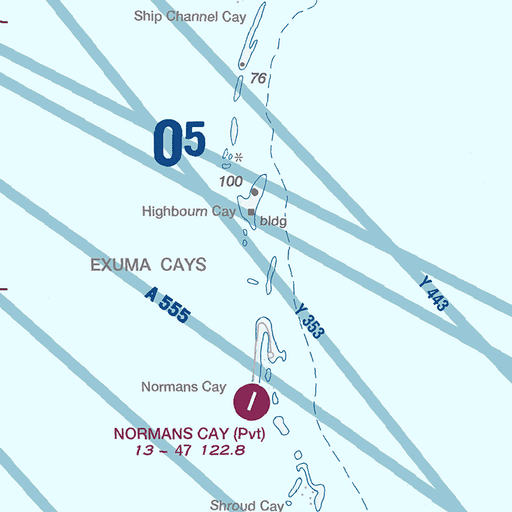 Ship Channel Cay
76
05
100
Highbourn Cay
bldg
EXUMA CAYS
A 555
Y 353
Y 443
Normans Cay
NORMANS CAY (Pvt)
13 ~ 47 122.8
Shroud Cay